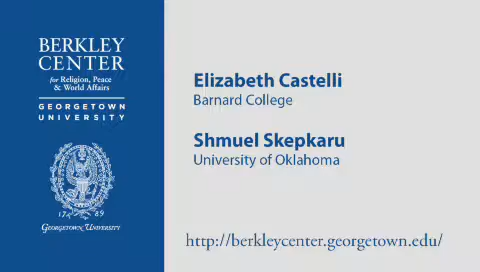 BERKLEY
CENTER
for Religion, Peace
& World Affairs
GEORGETOWN
UNIVERSITY
17 89
GEORGETOWN UNIVERSITY
Elizabeth Castelli
Barnard College
Shmuel Skepkaru
University of Oklahoma
http://berkleycenter.georgetown.edu/